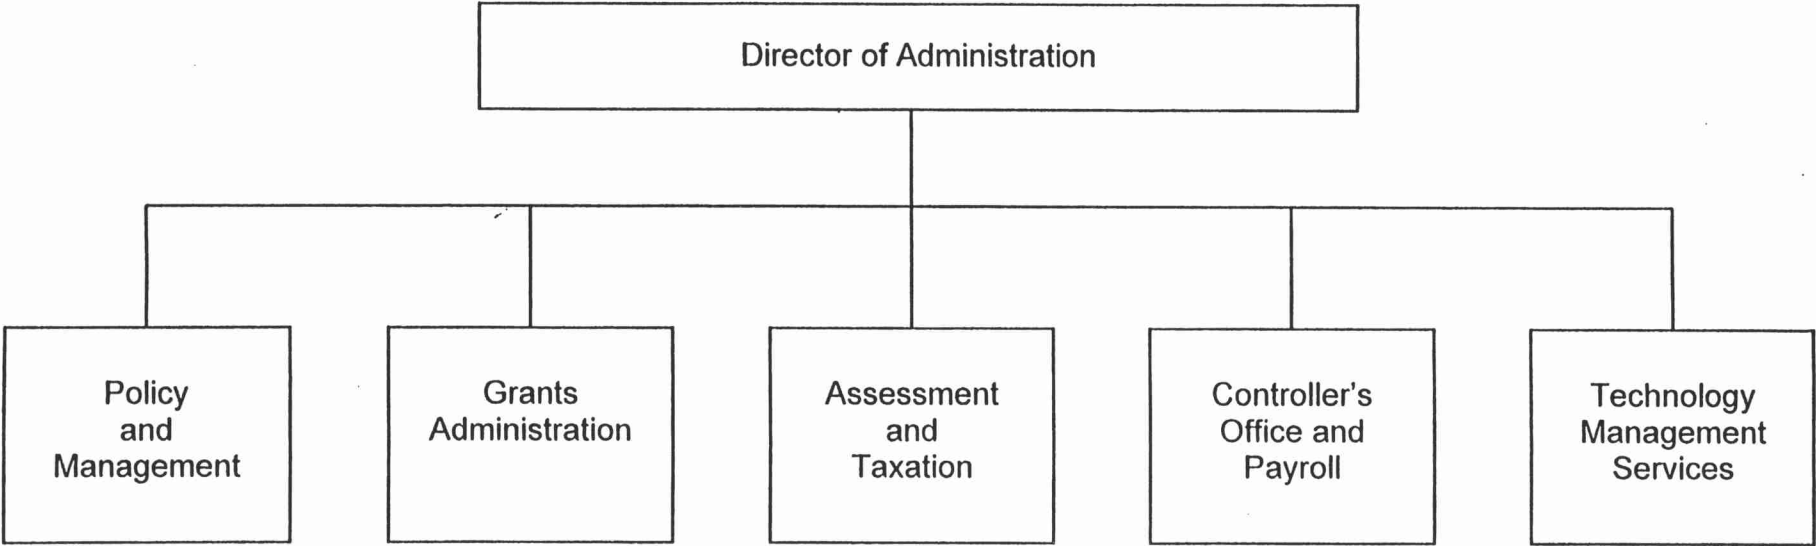 Director of Administration
Policy
and
Management
Grants
Administration
Assessment
and
Taxation
Controller's
Office and
Payroll
Technology
Management
Services